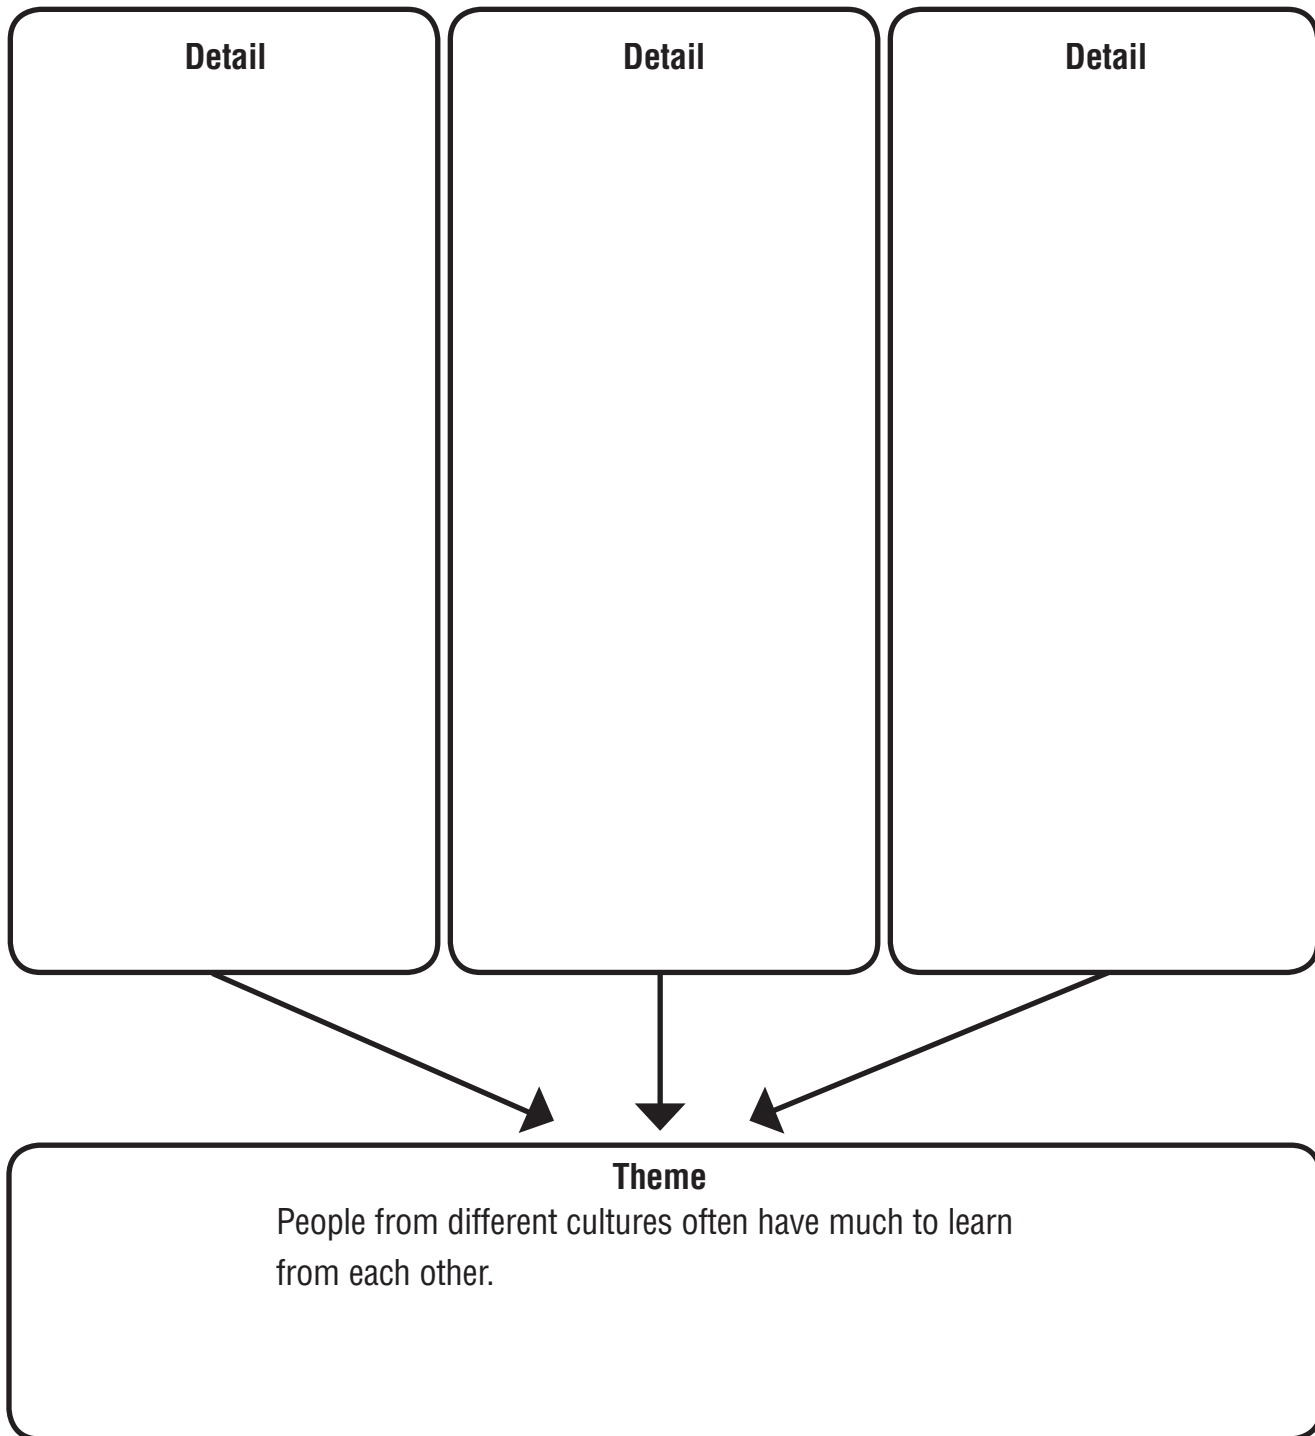 Detail
Detail
Detail
Theme
People from different cultures often have much to learn
from each other.